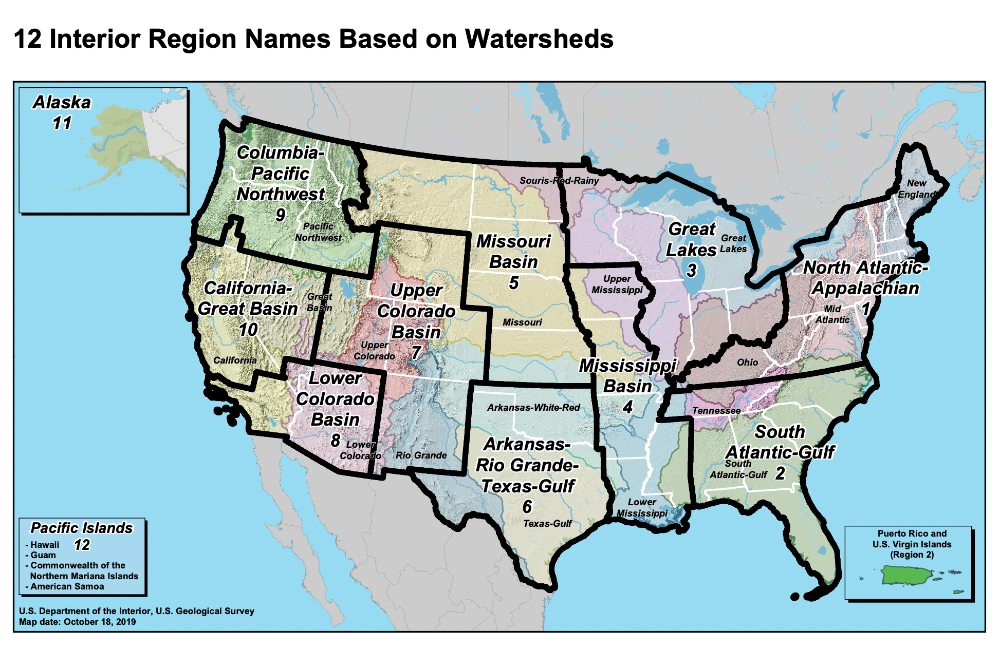 12 Interior Region Names Based on Watersheds
Alaska
11
Columbia-
Pacific
Northwest
9
Pacific
Northwest
Souris-Red-Rainy
New
England
Missouri
Basin
5
Missouri
Great
Lakes
3
Great
Lakes
Upper
Mississippi
North Atlantic-
Appalachian
1
Mid
Atlantic
California-
Great Basin
10
Great
Basin
California
Upper
Colorado
Basin
7
Upper
Colorado
Ohio
Mississippi
Basin
4
Lower
Colorado
Basin
8
Lower
Colorado
Rio Grande
Arkansas-White-Red
Tennessee
Arkansas-
Rio Grande-
Texas-Gulf
6
Texas-Gulf
South
Atlantic-Gulf
2
South
Atlantic-Gulf
Lower
Mississippi
Pacific Islands
12
- Hawaii
- Guam
- Commonwealth of the
Northern Mariana Islands
- American Samoa
Puerto Rico and
U.S. Virgin Islands
(Region 2)
U.S. Department of the Interior, U.S. Geological Survey
Map date: October 18, 2019